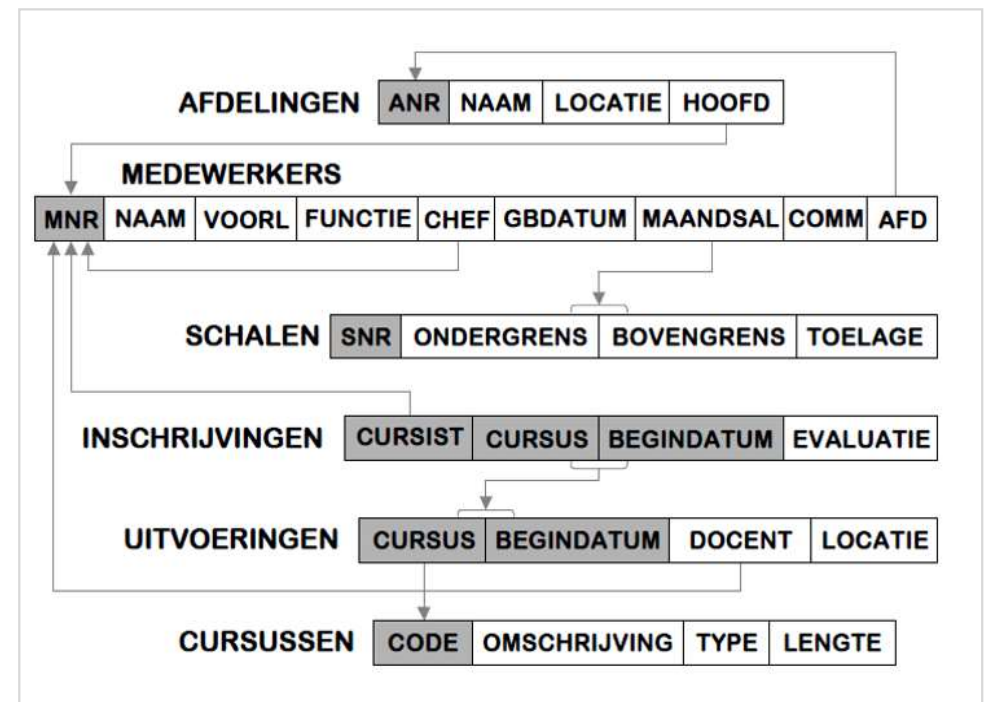 AFDELINGEN ANR NAAM LOCATIE HOOFD
MEDEWERKERS
MNR NAAM VOORL FUNCTIE CHEF GBDATUM MAANDSAL COMM AFD
SCHALEN SNR ONDERGRENS BOVENGRENS TOELAGE
INSCHRIJVINGEN CURSIST CURSUS BEGINDATUM EVALUATIE
UITVOERINGEN CURSUS BEGINDATUM DOCENT LOCATIE
CURSUSSEN CODE OMSCHRIJVING TYPE LENGTE